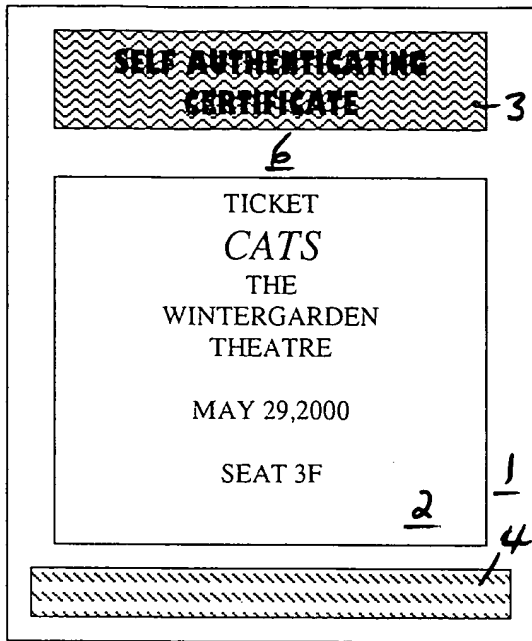 SELF AUTHENTICATING
CERTIFICATE
3
6
TICKET
CATS
THE
WINTERGARDEN
THEATRE
MAY 29,2000
SEAT 3F
1
2
4